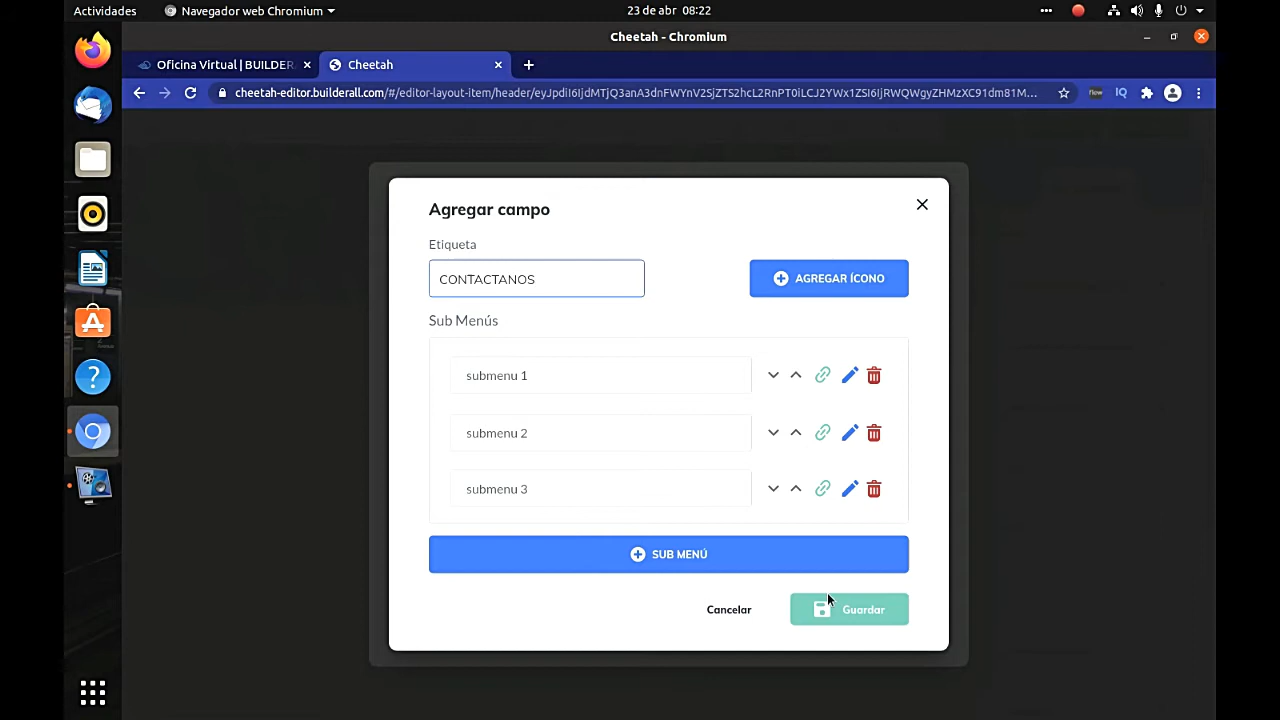 Actividades
Navegador web Chromium
23 de abr 08:22
Cheetah - Chromium
Oficina Virtual | BUILDER
Cheetah
cheetah-editor.builderall.com/#/editor-layout-item/header/eyJpdiI6IjdMTjQ3anA3dnFWYnV2SjZTS2hcL2RnPT0iLCJ2YWx1ZSI6IjRWQWgyZHMzXC91dm81M...
new
IQ
Agregar campo
Etiqueta
CONTACTANOS
AGREGAR ÍCONO
Sub Menús
submenu 1
submenu 2
submenu 3
SUB MENÚ
Cancelar
Guardar